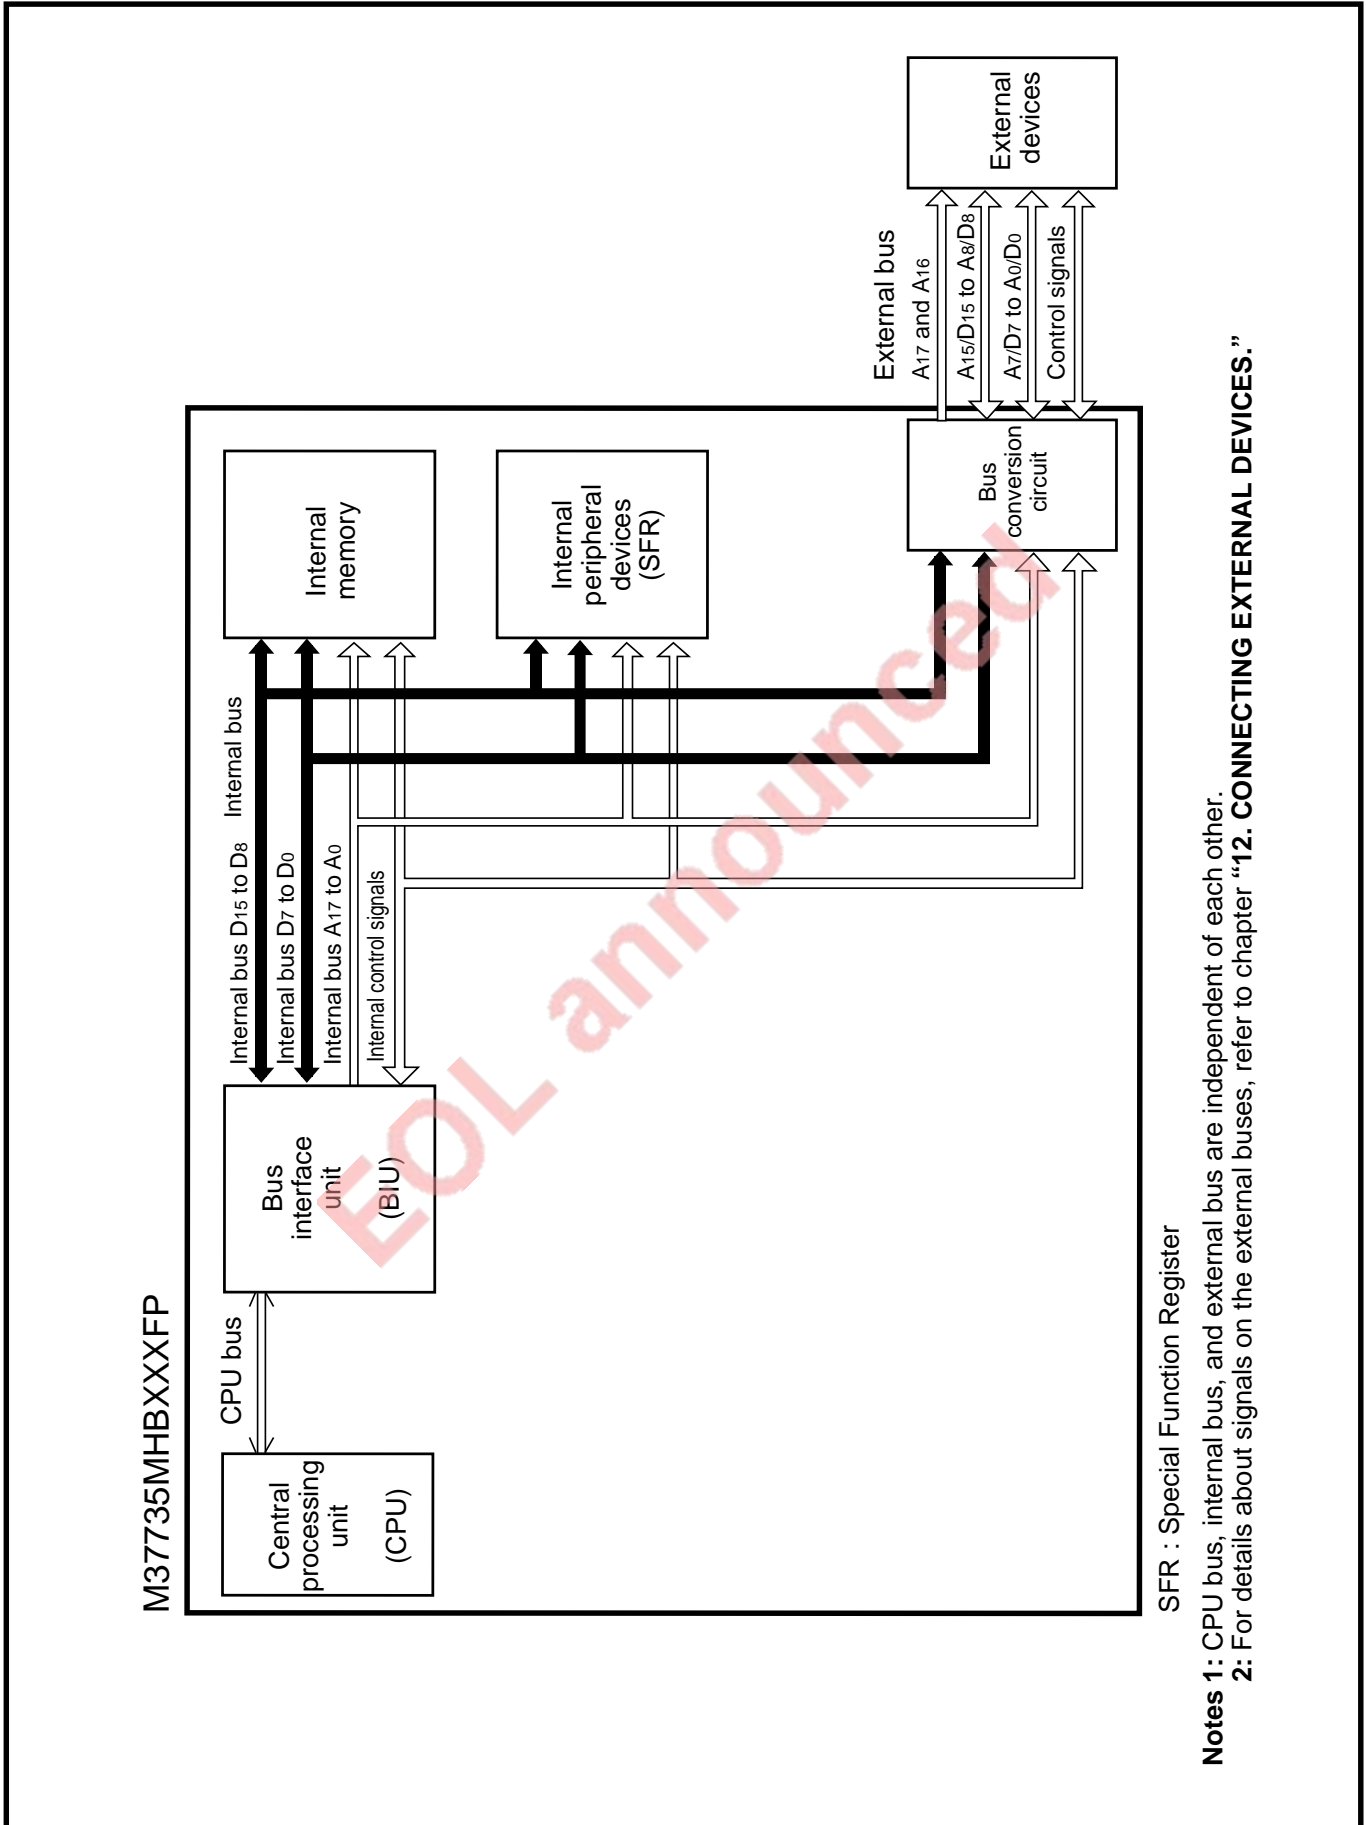 M37735MHBXXXFP
Central
processing
unit
(CPU)
CPU bus
Bus
interface
unit
(BIU)
Internal bus D15 to D8
Internal bus D7 to D0
Internal bus A17 to A0
Internal control signals
Internal bus
Internal
memory
Internal
peripheral
devices
(SFR)
Bus
conversion
circuit
External bus
A17 and A16
A15/D15 to A8/D8
A7/D7 to A0/D0
Control signals
External
devices
SFR : Special Function Register
Notes 1: CPU bus, internal bus, and external bus are independent of each other.
2: For details about signals on the external buses, refer to chapter “12. CONNECTING EXTERNAL DEVICES.”
EOL announced